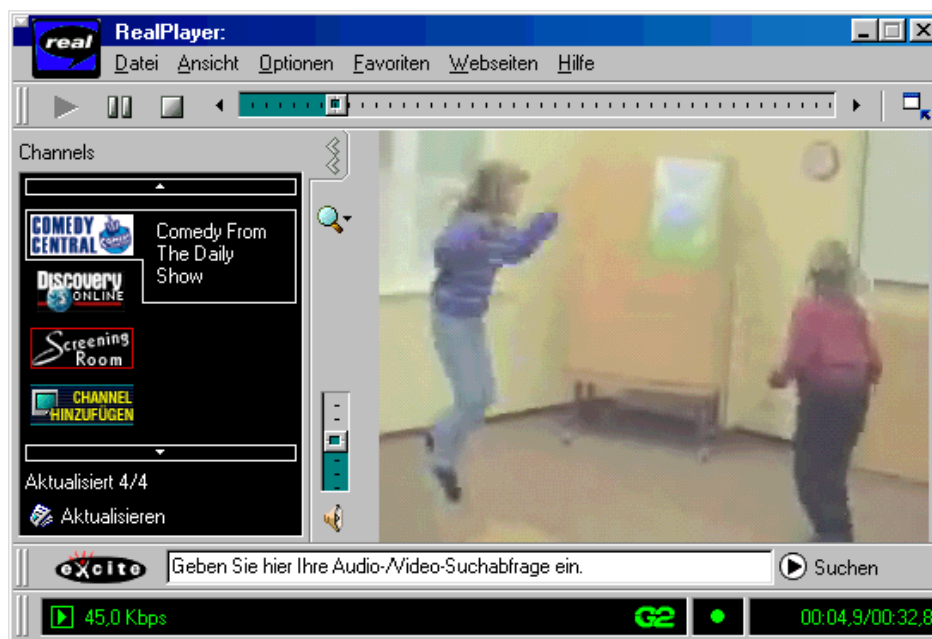 real
RealPlayer:
Datei Ansicht Optionen Favoriten Webseiten Hilfe
Channels
COMEDY
CENTRAL
Comedy From
The Daily
Show
Discovery
ONLINE
Screening
Room
CHANNEL
HINZUFÜGEN
Aktualisiert 4/4
Aktualisieren
excite
Geben Sie hier Ihre Audio-/Video-Suchabfrage ein.
Suchen
45,0 Kbps
G2
00:04,9/00:32,8